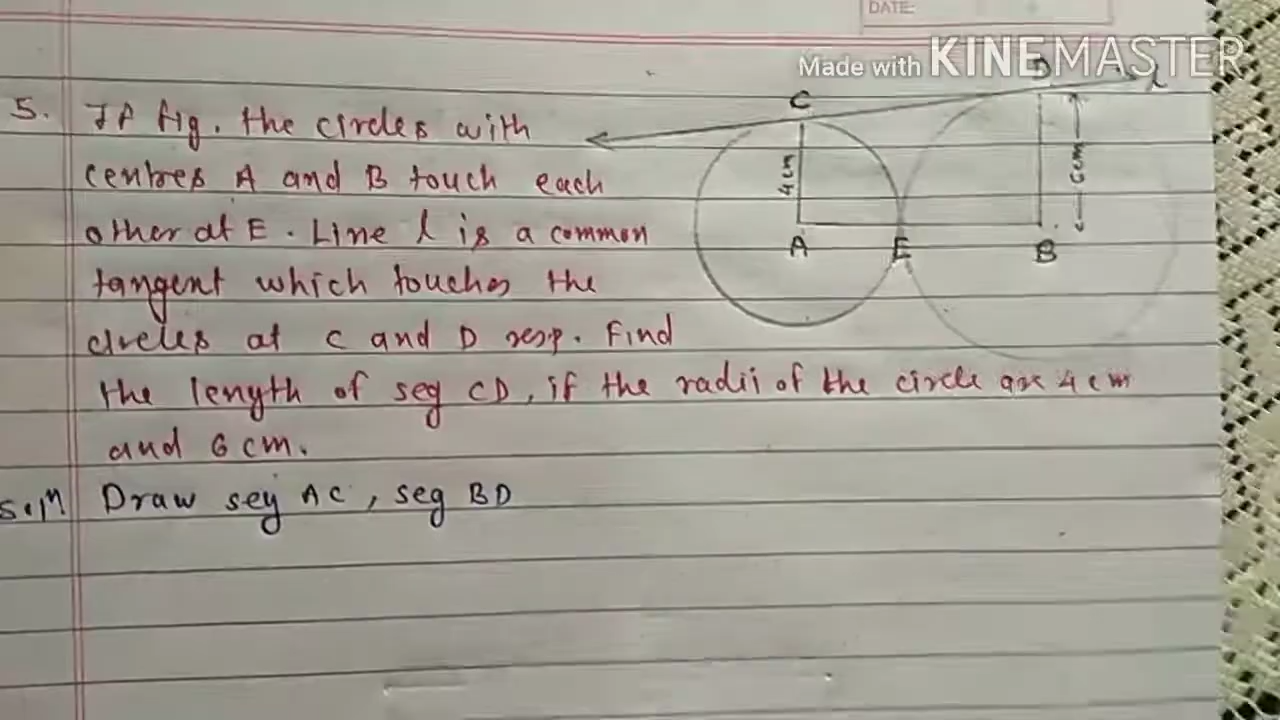 DATE:
Made with KINEMASTER
5. If fig. the circles with
centres A and B touch each
other at E. Line l is a common
tangent which touches the
circles at C and D resp. Find
the length of seg CD, if the radii of the circle are 4 cm
and 6 cm.
Soln Draw seg AC, seg BD
C
D
l
4cm
6cm
A
E
B